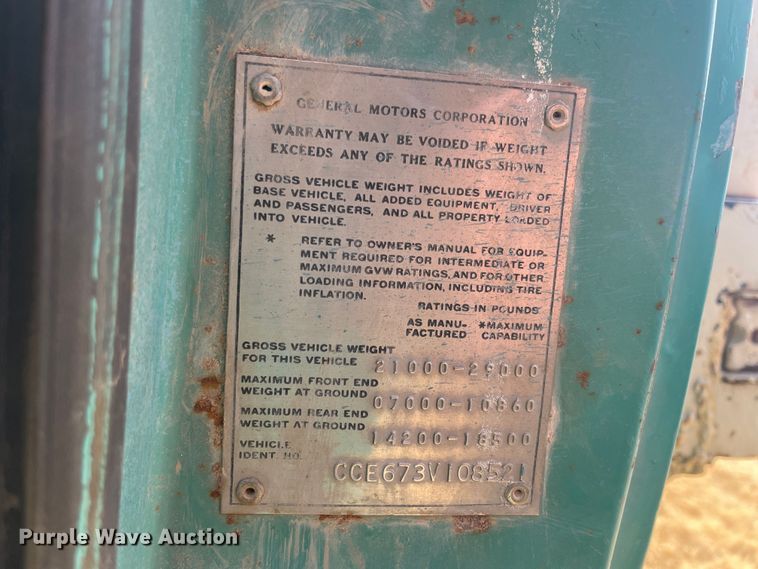 GENERAL MOTORS CORPORATION
WARRANTY MAY BE VOIDED IF WEIGHT
EXCEEDS ANY OF THE RATINGS SHOWN.
GROSS VEHICLE WEIGHT INCLUDES WEIGHT OF
BASE VEHICLE, ALL ADDED EQUIPMENT, DRIVER
AND PASSENGERS, AND ALL PROPERTY LOADED
INTO VEHICLE.
* REFER TO OWNER'S MANUAL FOR EQUIP-
MENT REQUIRED FOR INTERMEDIATE OR
MAXIMUM GVW RATINGS, AND FOR OTHER
LOADING INFORMATION, INCLUDING TIRE
INFLATION.
RATINGS IN POUNDS
AS MANU- *MAXIMUM
FACTURED CAPABILITY
GROSS VEHICLE WEIGHT
FOR THIS VEHICLE 21000-29000
MAXIMUM FRONT END
WEIGHT AT GROUND 07000-10860
MAXIMUM REAR END
WEIGHT AT GROUND 14200-18500
VEHICLE
IDENT. NO. CCE673V108521
Purple Wave Auction